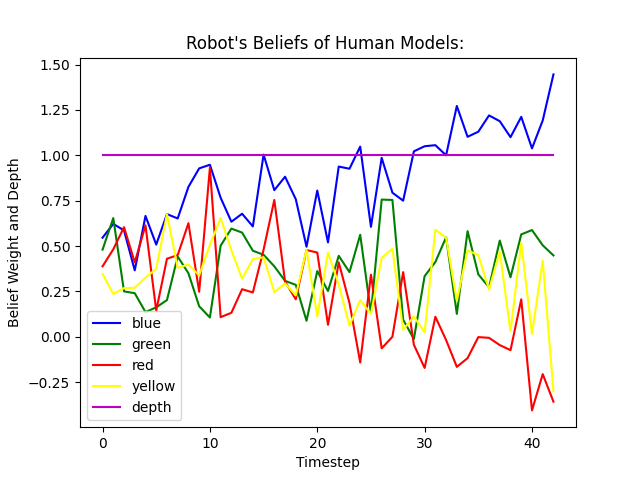 Robot's Beliefs of Human Models:
Belief Weight and Depth
1.50
1.25
1.00
0.75
0.50
0.25
0.00
−0.25
blue
green
red
yellow
depth
0
10
20
30
40
Timestep